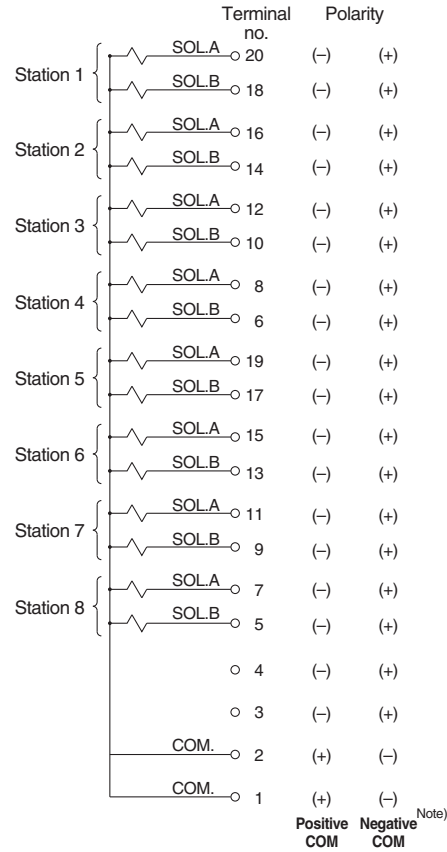 Terminal no. Polarity
Station 1 SOL.A 20 (–) (+)
SOL.B 18 (–) (+)
Station 2 SOL.A 16 (–) (+)
SOL.B 14 (–) (+)
Station 3 SOL.A 12 (–) (+)
SOL.B 10 (–) (+)
Station 4 SOL.A 8 (–) (+)
SOL.B 6 (–) (+)
Station 5 SOL.A 19 (–) (+)
SOL.B 17 (–) (+)
Station 6 SOL.A 15 (–) (+)
SOL.B 13 (–) (+)
Station 7 SOL.A 11 (–) (+)
SOL.B 9 (–) (+)
Station 8 SOL.A 7 (–) (+)
SOL.B 5 (–) (+)
4 (–) (+)
3 (–) (+)
COM. 2 (+) (–)
COM. 1 (+) (–)
Positive COM Negative COM Note)